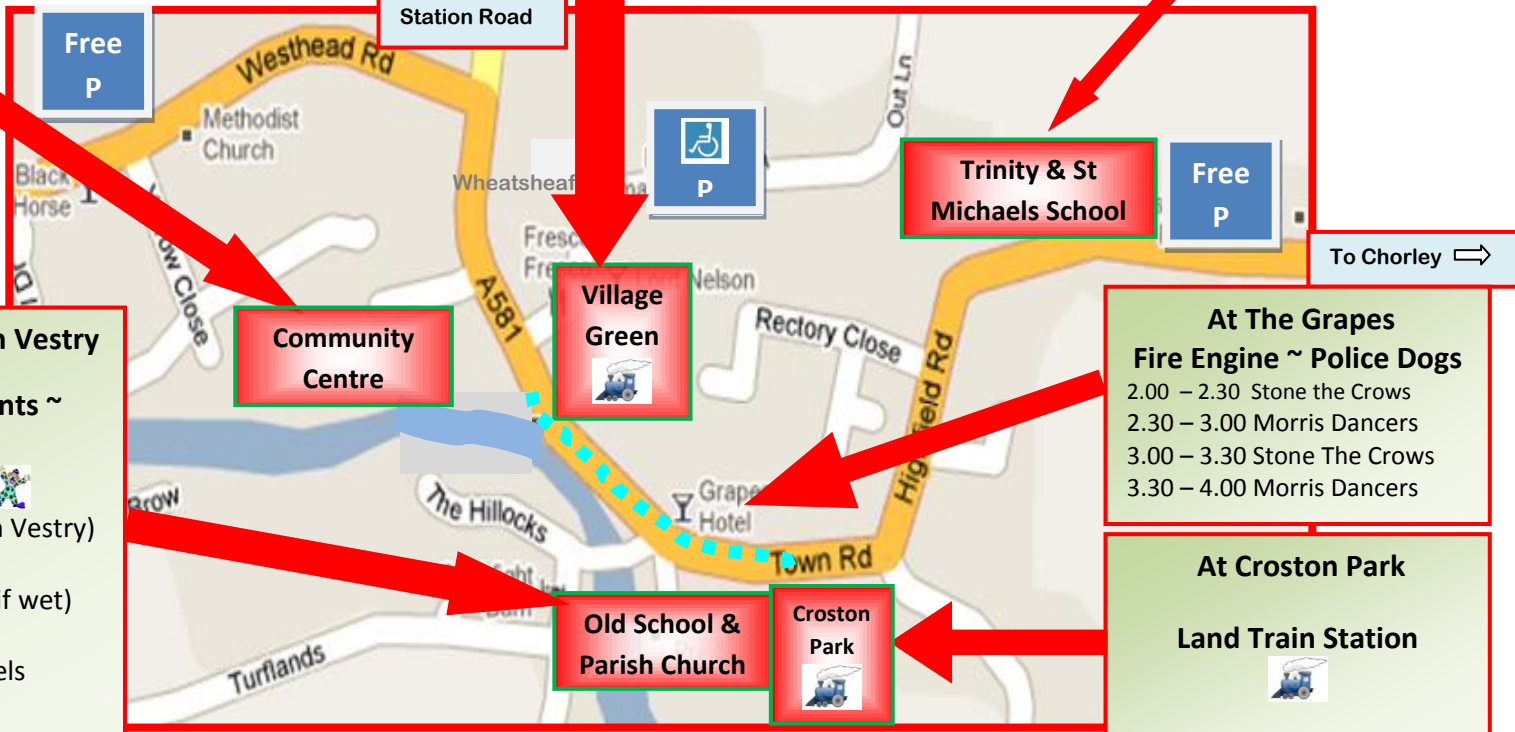 Station Road
Free
P
Westhead Rd
Methodist
Church
Black
Horse
Close
Wheatsheaf
P
Out Ln
Trinity & St
Michaels School
Free
P
To Chorley
A581
Nelson
Village
Green
Community
Centre
Rectory Close
Highfield Rd
At The Grapes
Fire Engine ~ Police Dogs
2.00 – 2.30 Stone the Crows
2.30 – 3.00 Morris Dancers
3.00 – 3.30 Stone The Crows
3.30 – 4.00 Morris Dancers
Vestry
Vestry)
if wet)
Brow
The Hillocks
Hotel
Town Rd
Turflands
Old School &
Parish Church
Croston
Park
At Croston Park
Land Train Station